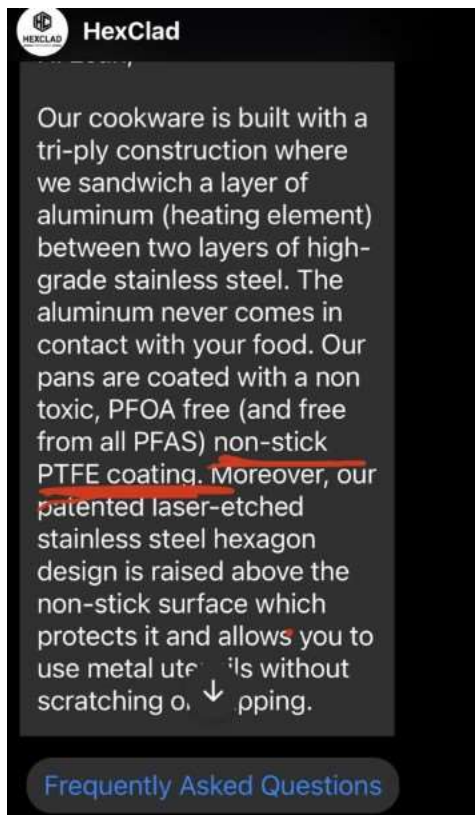 HEXCLAD
HexClad
Our cookware is built with a
tri-ply construction where
we sandwich a layer of
aluminum (heating element)
between two layers of high-
grade stainless steel. The
aluminum never comes in
contact with your food. Our
pans are coated with a non
toxic, PFOA free (and free
from all PFAS) non-stick
PTFE coating. Moreover, our
patented laser-etched
stainless steel hexagon
design is raised above the
non-stick surface which
protects it and allows you to
use metal without
scratching
Frequently Asked Questions